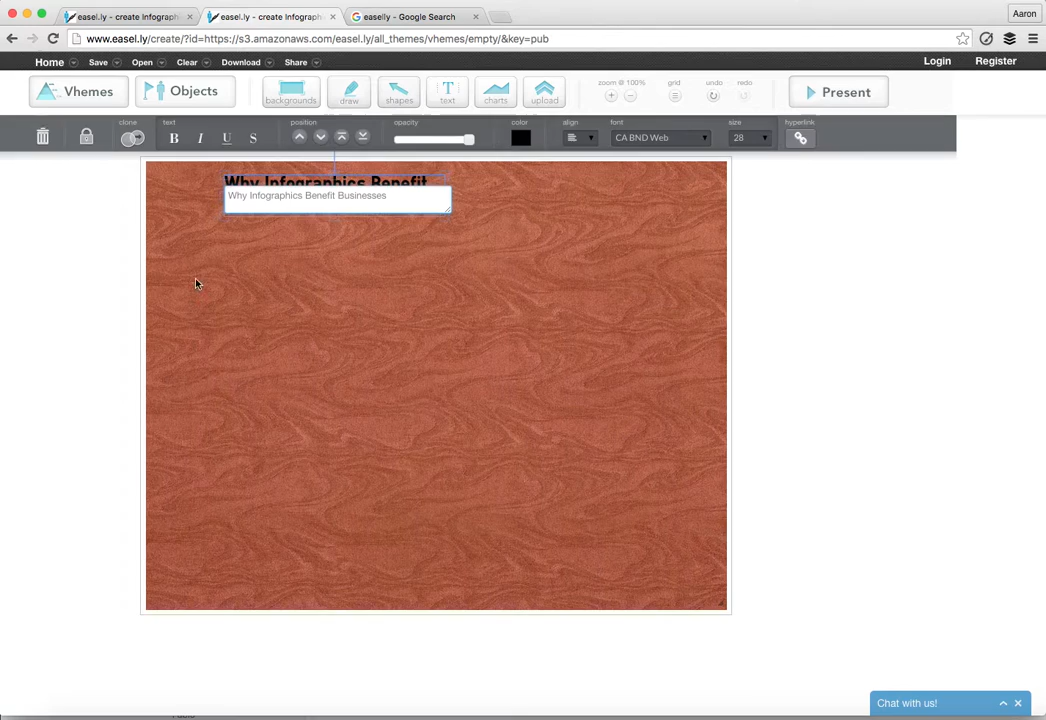 easel.ly - create Infograph
easel.ly - create Infograph
easelly - Google Search
Aaron
www.easel.ly/create/?id=https://s3.amazonaws.com/easel.ly/all_themes/vhemes/empty/&key=pub
Home Save Open Clear Download Share Login Register
Vhemes Objects backgrounds draw shapes text charts upload zoom @ 100% grid undo redo Present
clone text position opacity color align font size hyperlink
B I U S CA BND Web 28
Why Infographics Benefit
Why Infographics Benefit Businesses
Chat with us!